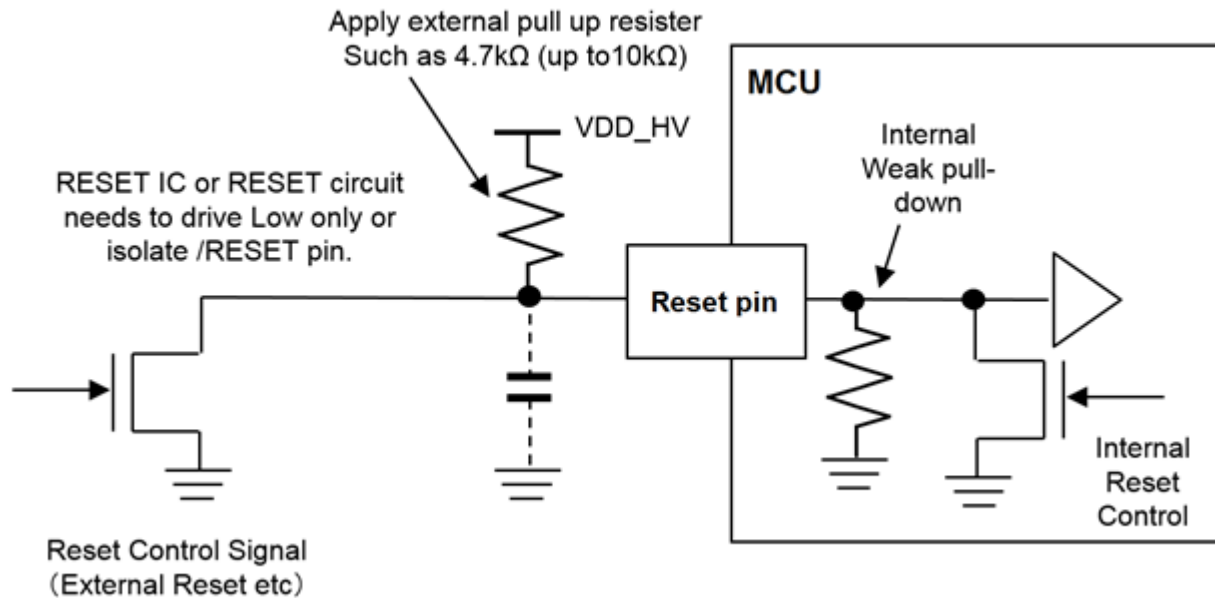 Apply external pull up resister
Such as 4.7kΩ (up to10kΩ)
MCU
VDD_HV
Internal
Weak pull-
down
RESET IC or RESET circuit
needs to drive Low only or
isolate /RESET pin.
Reset pin
Internal
Reset
Control
Reset Control Signal
（External Reset etc）